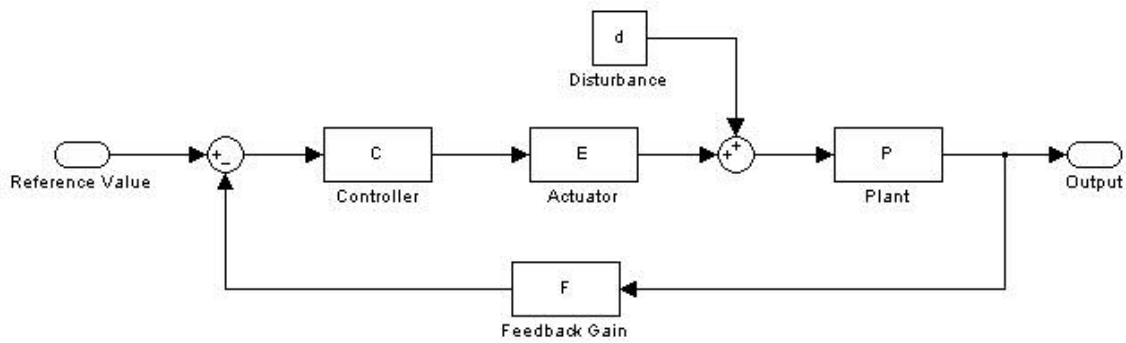 d
Disturbance
+
+
+
−
C
E
P
Reference Value
Controller
Actuator
Plant
Output
F
Feedback Gain